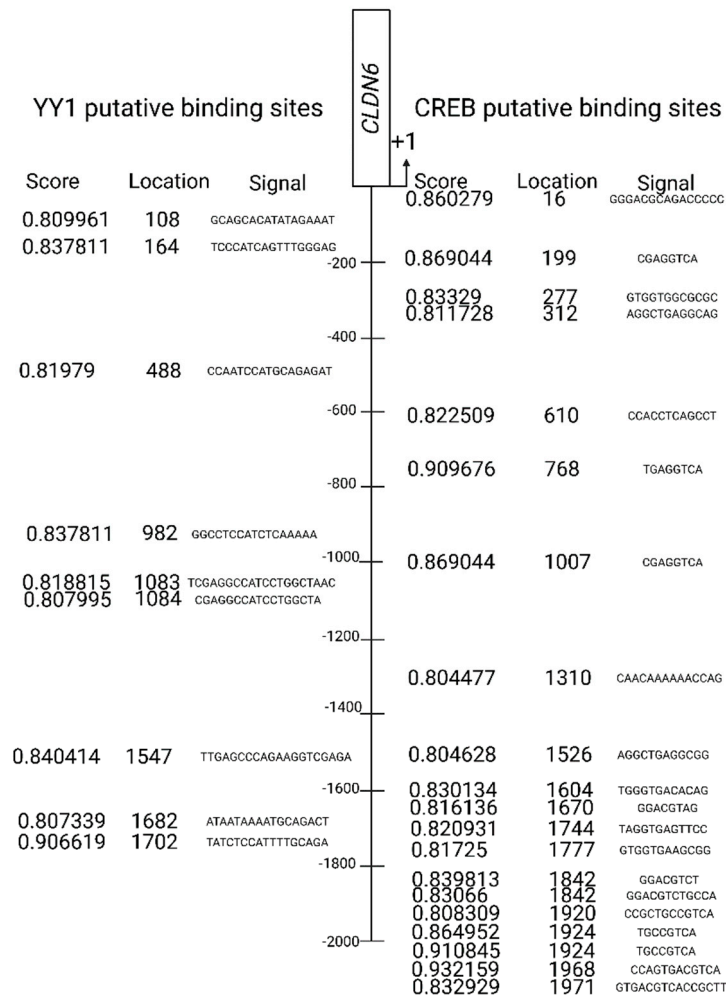 CLDN6
YY1 putative binding sites
CREB putative binding sites
+1
Score Location Signal
0.809961 108 GCAGCACATATAGAAAT
0.837811 164 TCCCATCAGTTTGGGAG
0.81979 488 CCAATCCATGCAGAGAT
0.837811 982 GGCCTCCATCTCAAAAA
0.818815 1083 TCGAGGCCATCCTGGCTAAC
0.807995 1084 CGAGGCCATCCTGGCTA
0.840414 1547 TTGAGCCCAGAAGGTCGAGA
0.807339 1682 ATAATAAAATGCAGACT
0.906619 1702 TATCTCCATTTTGCAGA
-200
-400
-600
-800
-1000
-1200
-1400
-1600
-1800
-2000
Score Location Signal
0.860279 16 GGGACGCAGACCCCC
0.869044 199 CGAGGTCA
0.83329 277 GTGGTGGCGCGC
0.811728 312 AGGCTGAGGCAG
0.822509 610 CCACCTCAGCCT
0.909676 768 TGAGGTCA
0.869044 1007 CGAGGTCA
0.804477 1310 CAACAAAAAACCAG
0.804628 1526 AGGCTGAGGCGG
0.830134 1604 TGGGTGACACAG
0.816136 1670 GGACGTAG
0.820931 1744 TAGGTGAGTTCC
0.81725 1777 GTGGTGAAGCGG
0.839813 1842 GGACGTCT
0.83066 1842 GGACGTCTGCCA
0.808309 1920 CCGCTGCCGTCA
0.864952 1924 TGCCGTCA
0.910845 1924 TGCCGTCA
0.932159 1968 CCAGTGACGTCA
0.832929 1971 GTGACGTCACCGCTT